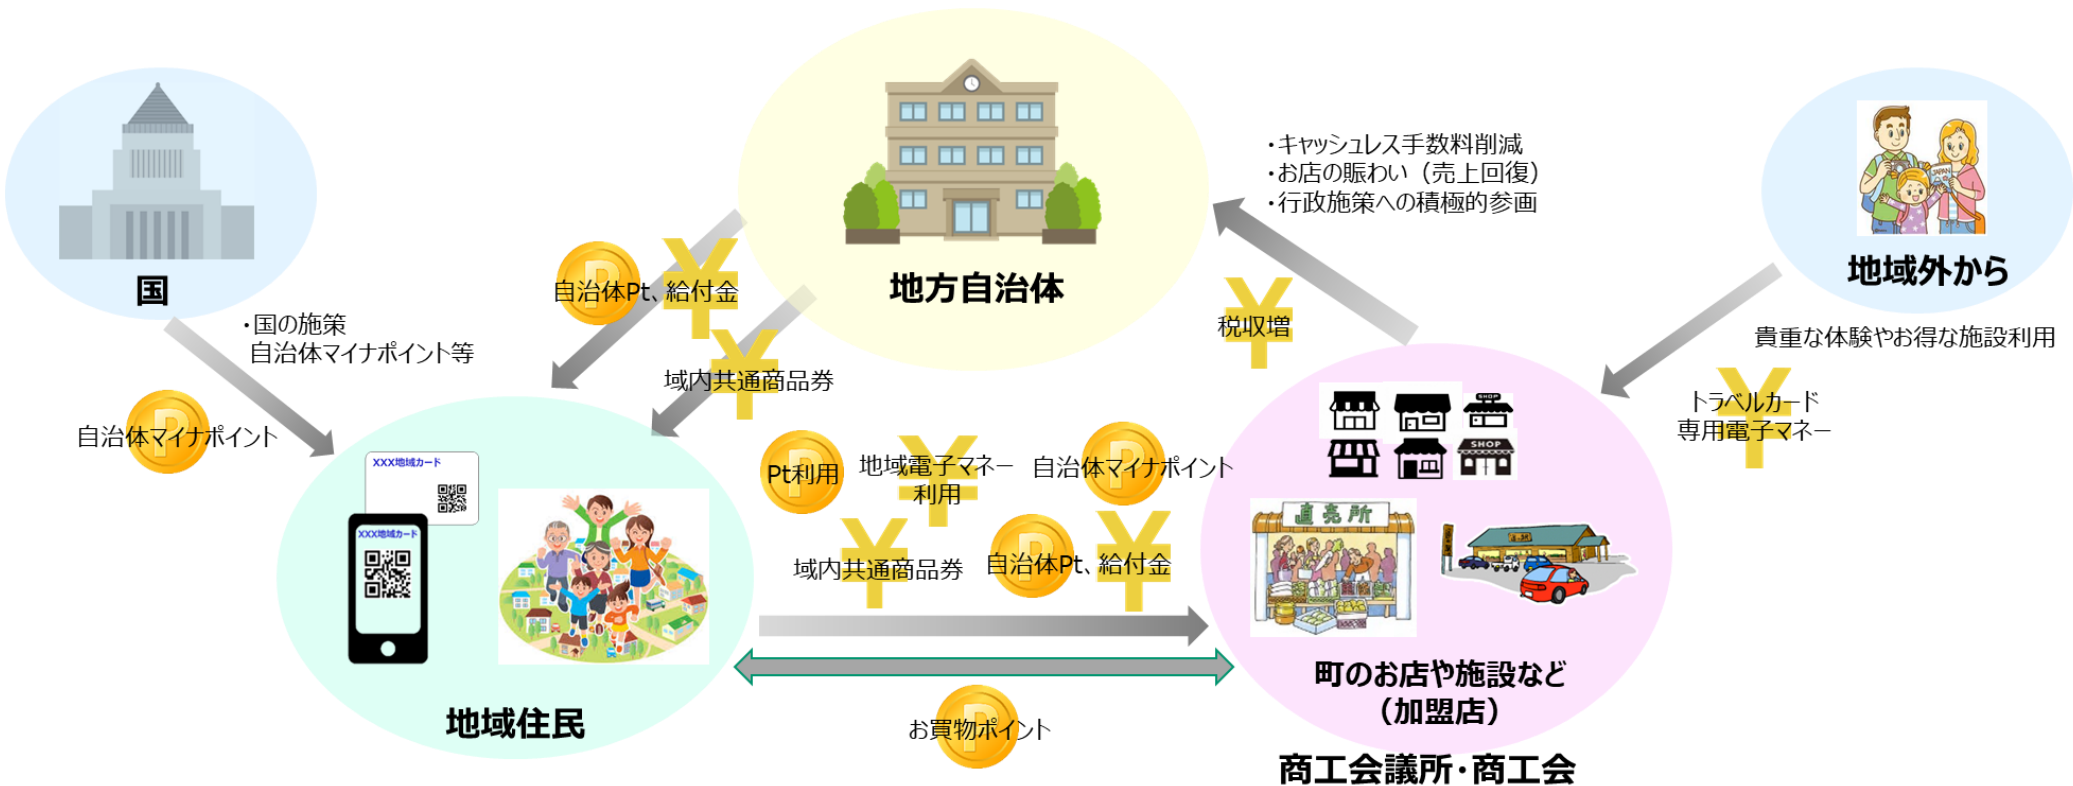 国
・国の施策
自治体マイナポイント等
自治体マイナポイント
地方自治体
自治体Pt、給付金
域内共通商品券
・キャッシュレス手数料削減
・お店の賑わい（売上回復）
・行政施策への積極的参画
税収増
JAPAN
地域外から
貴重な体験やお得な施設利用
トラベルカード
専用電子マネー
XXX地域カード
XXX地域カード
地域住民
Pt利用
地域電子マネー
利用
自治体マイナポイント
域内共通商品券
自治体Pt、給付金
お買物ポイント
SHOP
SHOP
直売所
町のお店や施設など
（加盟店）
商工会議所・商工会